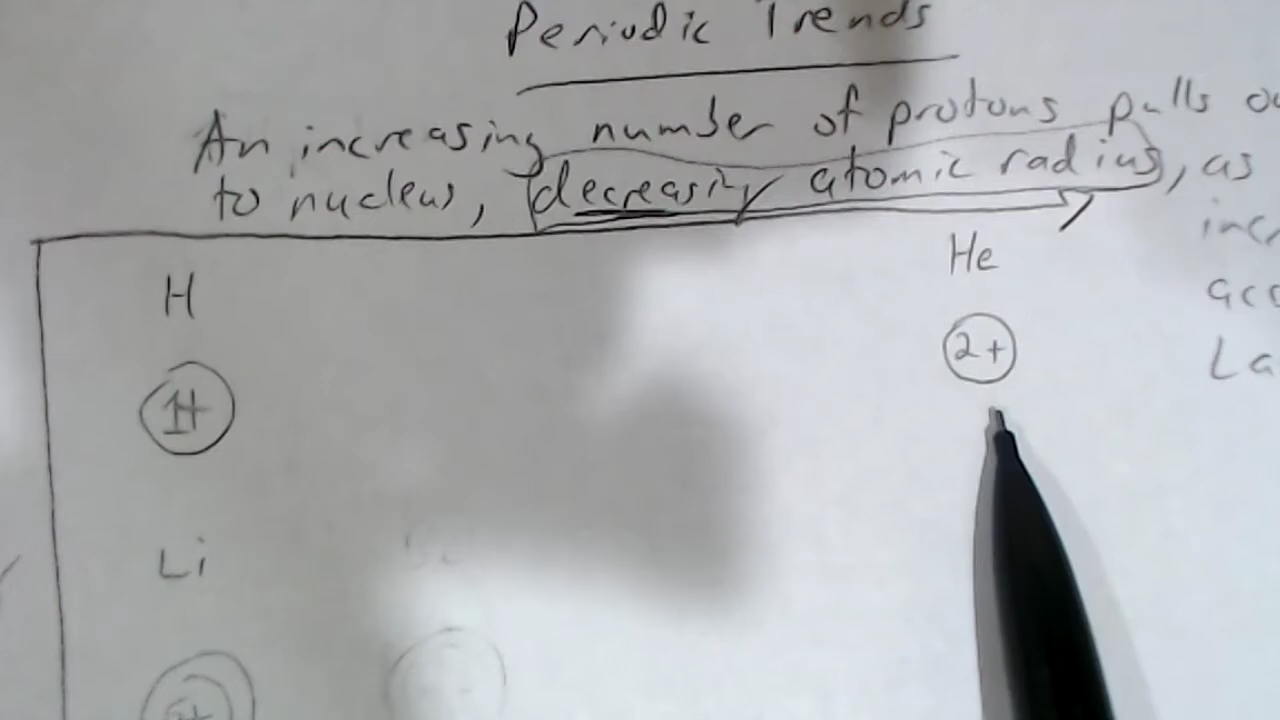 Periodic Trends
An increasing number of protons pulls
to nucleus, decreasing atomic radius, as
H
He
1+
2+
Li